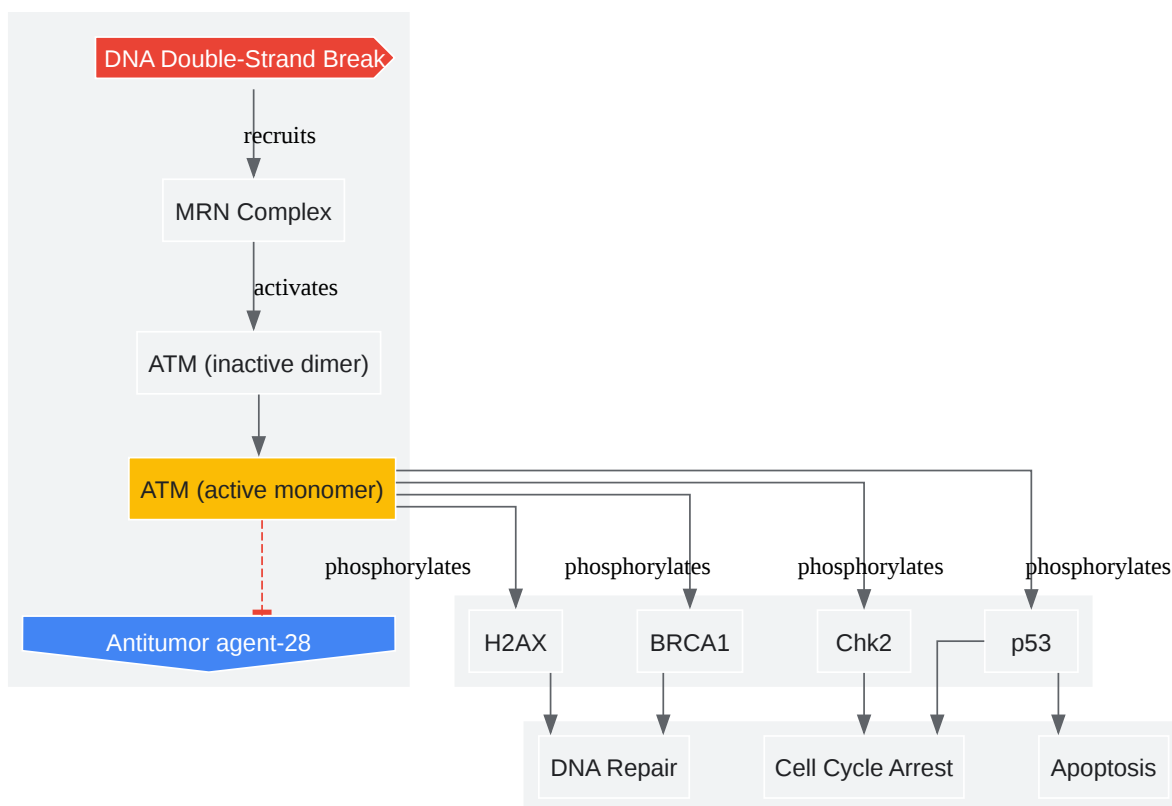 DNA Double-Strand Break
recruits
MRN Complex
activates
ATM (inactive dimer)
ATM (active monomer)
phosphorylates phosphorylates phosphorylates phosphorylates
Antitumor agent-28 H2AX BRCA1 Chk2 p53
DNA Repair Cell Cycle Arrest Apoptosis